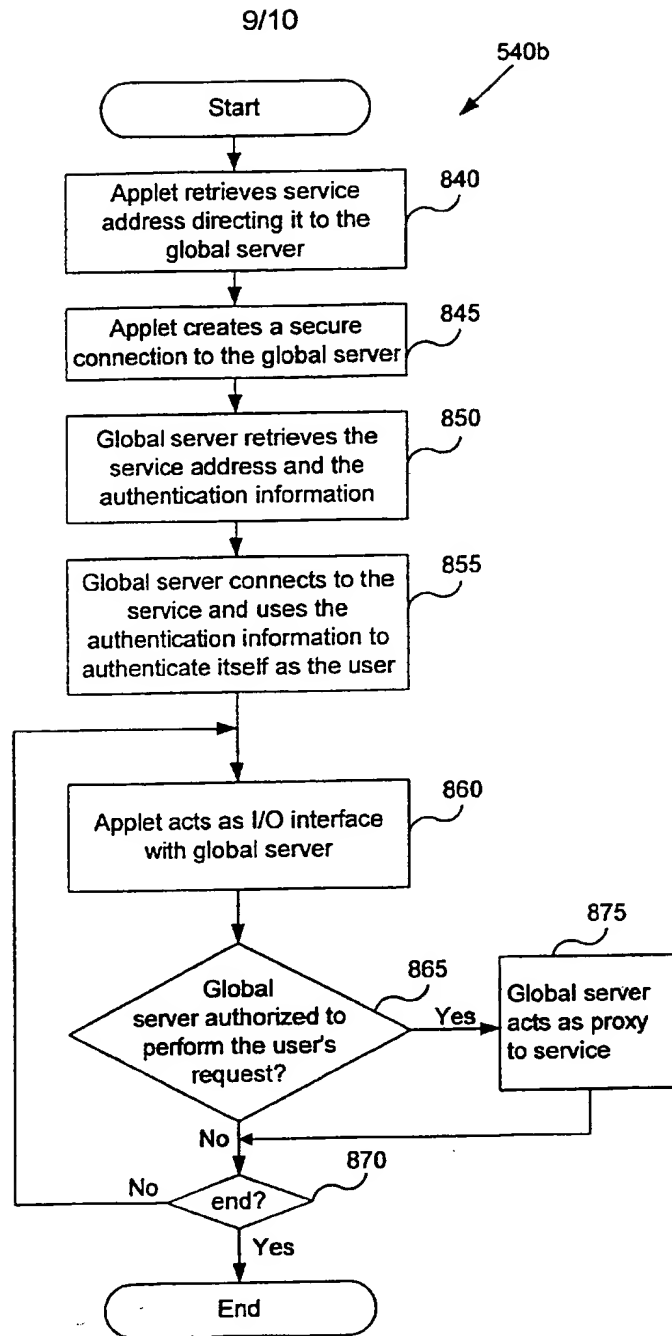 9/10
540b
Start
Applet retrieves service
address directing it to the
global server
840
Applet creates a secure
connection to the global server
845
Global server retrieves the
service address and the
authentication information
850
Global server connects to the
service and uses the
authentication information to
authenticate itself as the user
855
Applet acts as I/O interface
with global server
860
Global
server authorized to
perform the user's
request?
865
Yes
875
Global server
acts as proxy
to service
No
No
end?
870
Yes
End